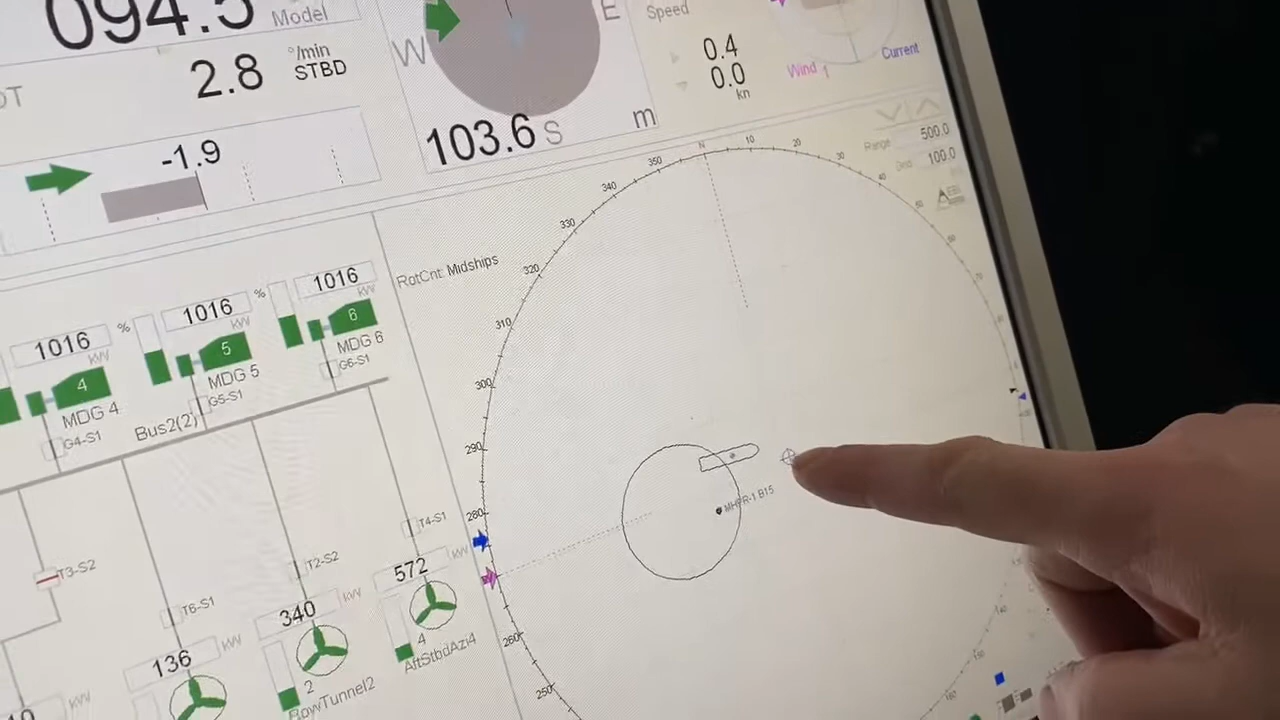 094.5
Model
2.8 °/min
STBD
-1.9
W
E
S
103.6 m
Speed
0.4
0.0
kn
Wind
Current
Range 500.0
100.0
RotCnt: Midships
N
10
20
30
40
350
340
330
320
310
300
290
280
260
250
MHPR-1 B15
1016
kW
4
MDG 4
G4-S1
%
1016
kW
5
MDG 5
G5-S1
%
1016
kW
6
MDG 6
G6-S1
Bus2(2)
T3-S2
T6-S1
T2-S2
T4-S1
kW
136
kW
340
kW
2
BowTunnel2
572
kW
4
AftStbdAzi4